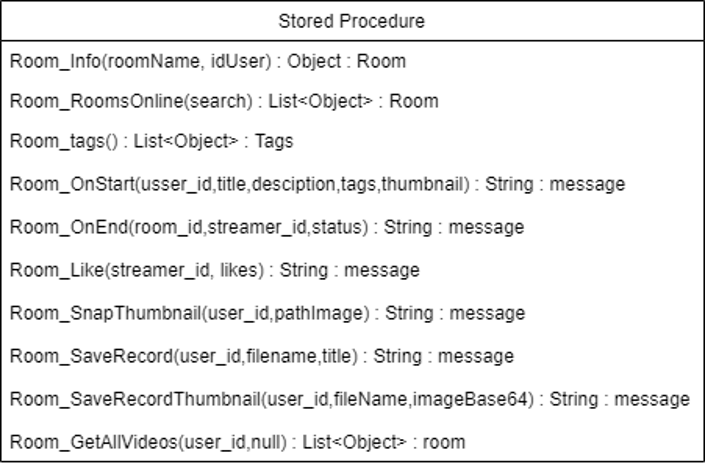 Stored Procedure
Room_Info(roomName, idUser) : Object : Room
Room_RoomsOnline(search) : List<Object> : Room
Room_tags() : List<Object> : Tags
Room_OnStart(usser_id,title,desciption,tags,thumbnail) : String : message
Room_OnEnd(room_id,streamer_id,status) : String : message
Room_Like(streamer_id, likes) : String : message
Room_SnapThumbnail(user_id,pathImage) : String : message
Room_SaveRecord(user_id,filename,title) : String : message
Room_SaveRecordThumbnail(user_id,fileName,imageBase64) : String : message
Room_GetAllVideos(user_id,null) : List<Object> : room